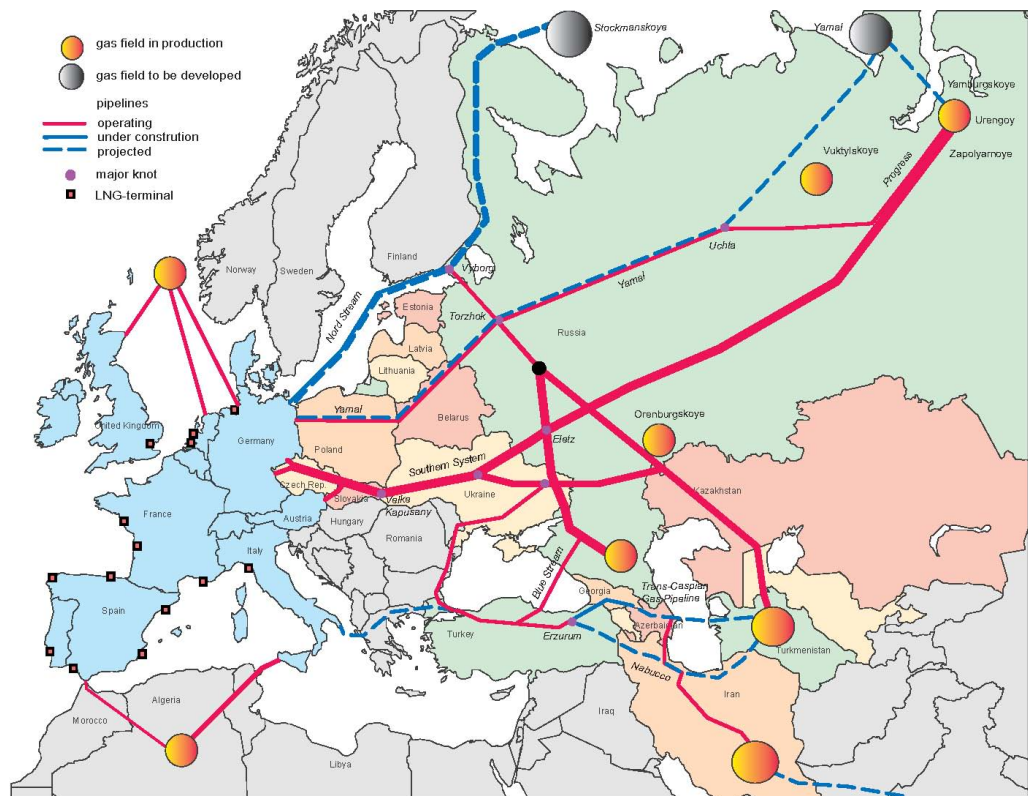 gas field in production
gas field to be developed
pipelines
operating
under constrution
projected
major knot
LNG-terminal
Stockmanskoye
Yamal
Yamburgskoye
Urengoy
Zapolyarnoye
Vuktylskoye
Progress
Uchta
Yamal
Norway
Sweden
Finland
Vyborg
Nord Stream
Estonia
Torzhok
Russia
Latvia
Lithuania
Yamal
Belarus
United Kingdom
Germany
Poland
Orenburgskoye
Eletz
Southern System
Czech Rep.
Slovakia
Velke
Kapusany
Ukraine
Kazakhstan
France
Austria
Hungary
Romania
Italy
Blue Stream
Georgia
Trans-Caspian
Gas-Pipeline
Spain
Turkey
Erzurum
Azerbaijan
Turkmenistan
Nabucco
Iran
Algeria
Morocco
Iraq
Libya